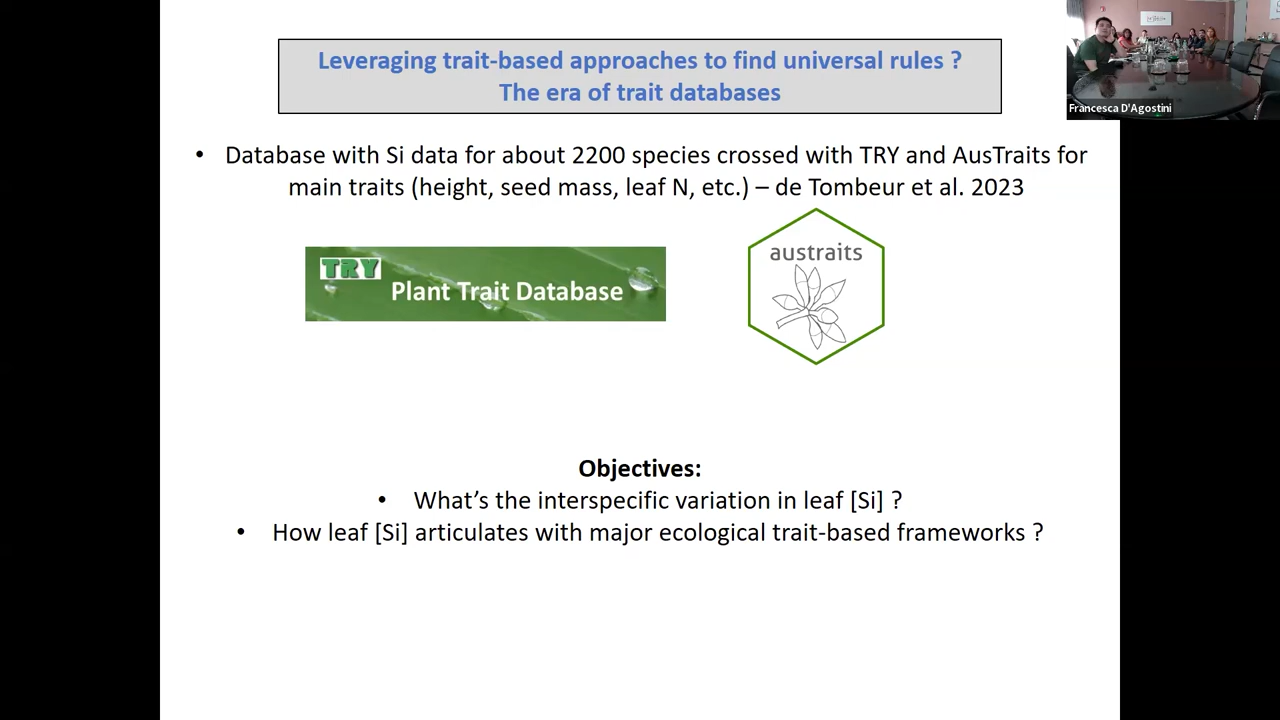 Leveraging trait-based approaches to find universal rules ?
The era of trait databases
Francesca D'Agostini
• Database with Si data for about 2200 species crossed with TRY and AusTraits for
main traits (height, seed mass, leaf N, etc.) – de Tombeur et al. 2023
TRY
Plant Trait Database
austraits
Objectives:
• What's the interspecific variation in leaf [Si] ?
• How leaf [Si] articulates with major ecological trait-based frameworks ?